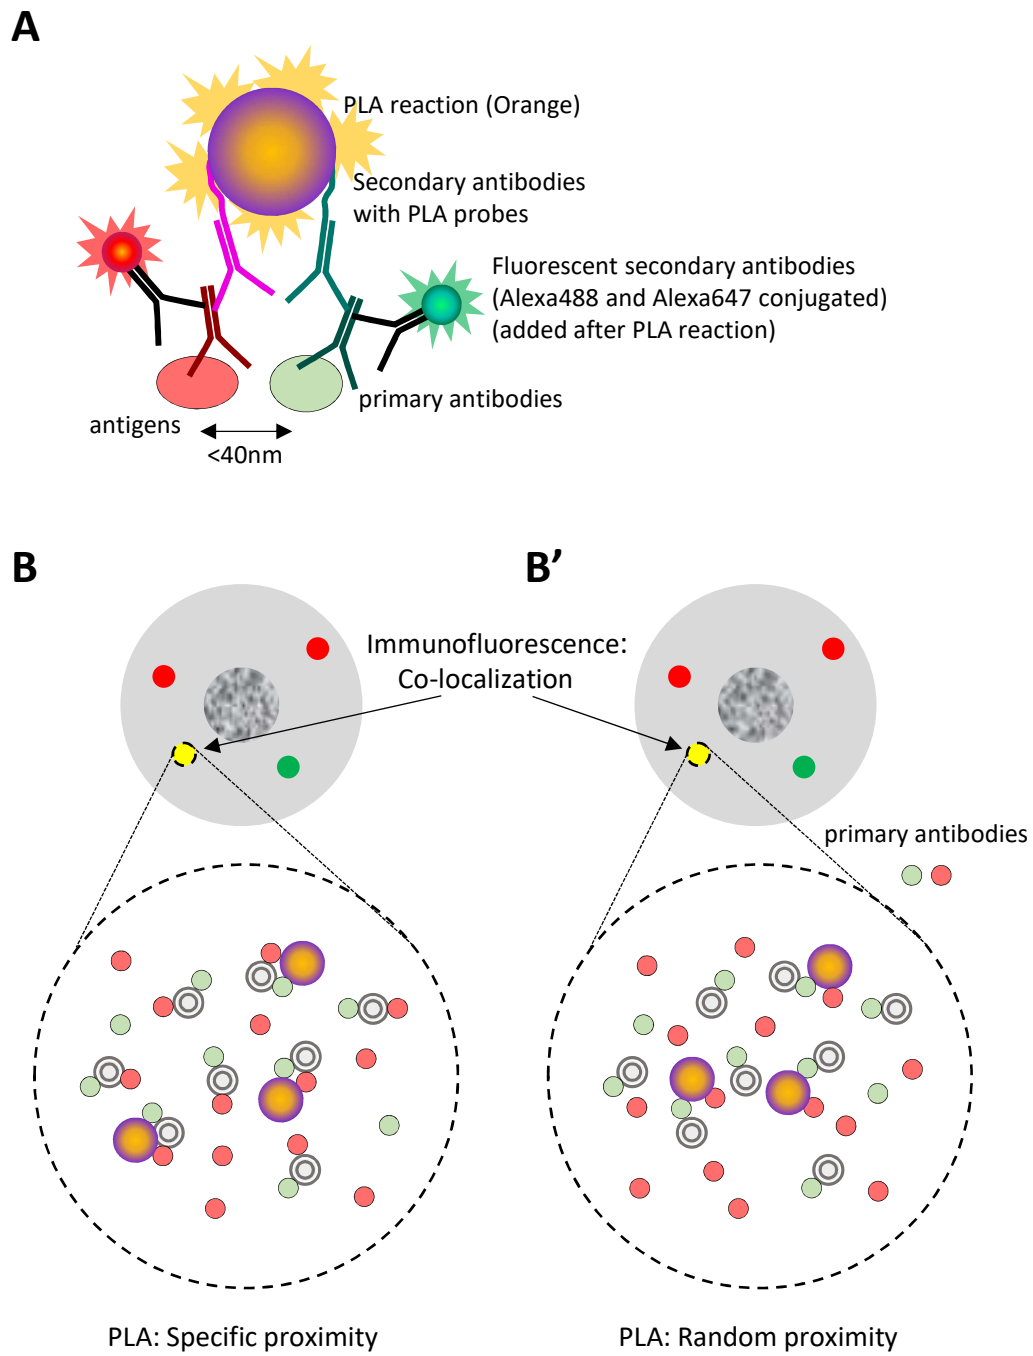 A
PLA reaction (Orange)
Secondary antibodies
with PLA probes
Fluorescent secondary antibodies
(Alexa488 and Alexa647 conjugated)
(added after PLA reaction)
primary antibodies
antigens
<40nm
B
B’
Immunofluorescence:
Co-localization
primary antibodies
PLA: Specific proximity
PLA: Random proximity